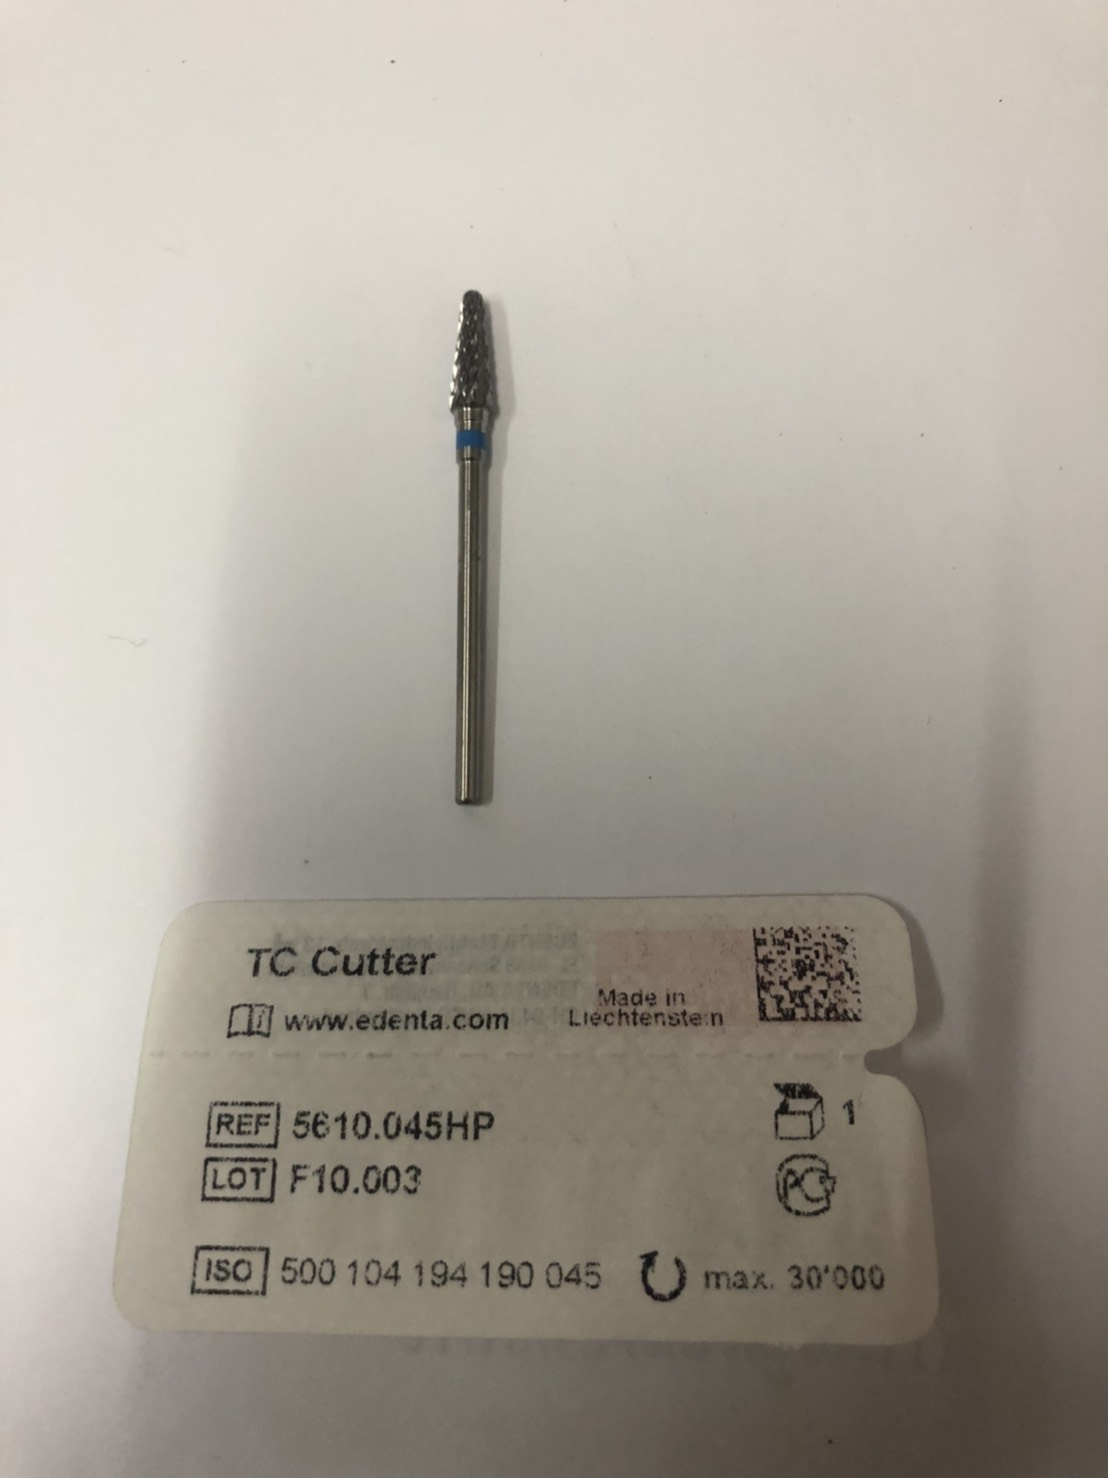 TC Cutter
www.edenta.com
Made in
Liechtenstein
REF 5610.045HP
1
LOT F10.003
PC
ISO 500 104 194 190 045 max. 30'000